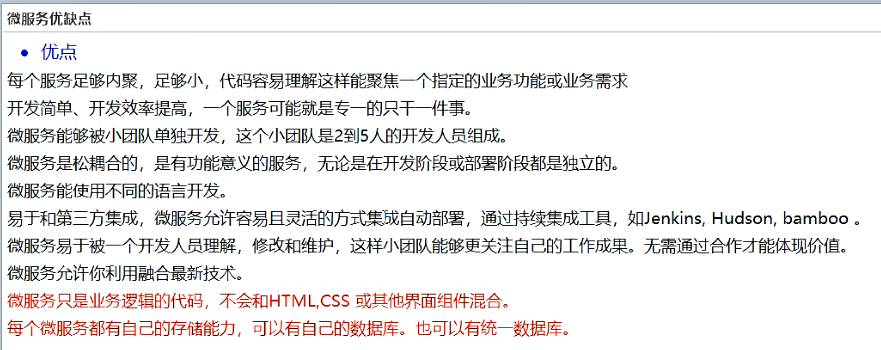 微服务优缺点
• 优点
每个服务足够内聚，足够小，代码容易理解这样能聚焦一个指定的业务功能或业务需求
开发简单、开发效率提高，一个服务可能就是专一的只干一件事。
微服务能够被小团队单独开发，这个小团队是2到5人的开发人员组成。
微服务是松耦合的，是有功能意义的服务，无论是在开发阶段或部署阶段都是独立的。
微服务能使用不同的语言开发。
易于和第三方集成，微服务允许容易且灵活的方式集成自动部署，通过持续集成工具，如Jenkins, Hudson, bamboo 。
微服务易于被一个开发人员理解，修改和维护，这样小团队能够更关注自己的工作成果。无需通过合作才能体现价值。
微服务允许你利用融合最新技术。
微服务只是业务逻辑的代码，不会和HTML,CSS 或其他界面组件混合。
每个微服务都有自己的存储能力，可以有自己的数据库。也可以有统一数据库。